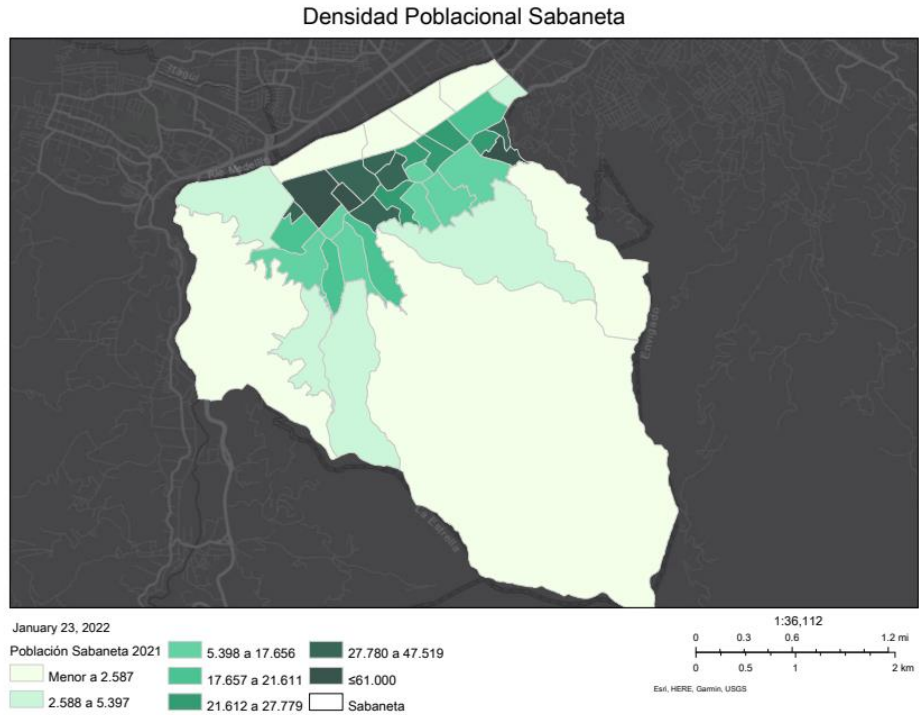 Densidad Poblacional Sabaneta
Itagui
Rio Medellin
Envigado
La Estrella
January 23, 2022
Población Sabaneta 2021
Menor a 2.587
2.588 a 5.397
5.398 a 17.656
17.657 a 21.611
21.612 a 27.779
27.780 a 47.519
≤61.000
Sabaneta
1:36,112
0 0.3 0.6 1.2 mi
0 0.5 1 2 km
Esri, HERE, Garmin, USGS